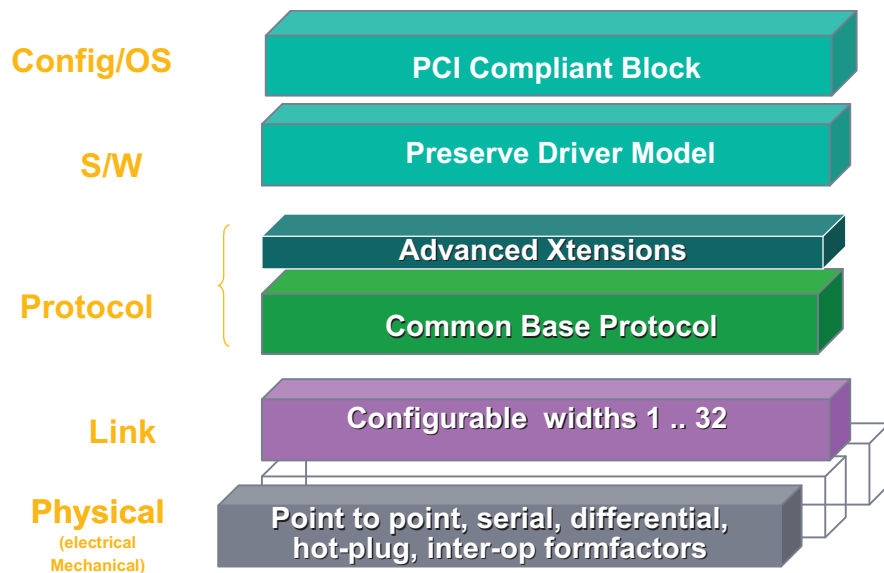 Config/OS
PCI Compliant Block
S/W
Preserve Driver Model
Advanced Xtensions
Protocol
Common Base Protocol
Link
Configurable widths 1 .. 32
Physical
(electrical
Mechanical)
Point to point, serial, differential,
hot-plug, inter-op formfactors